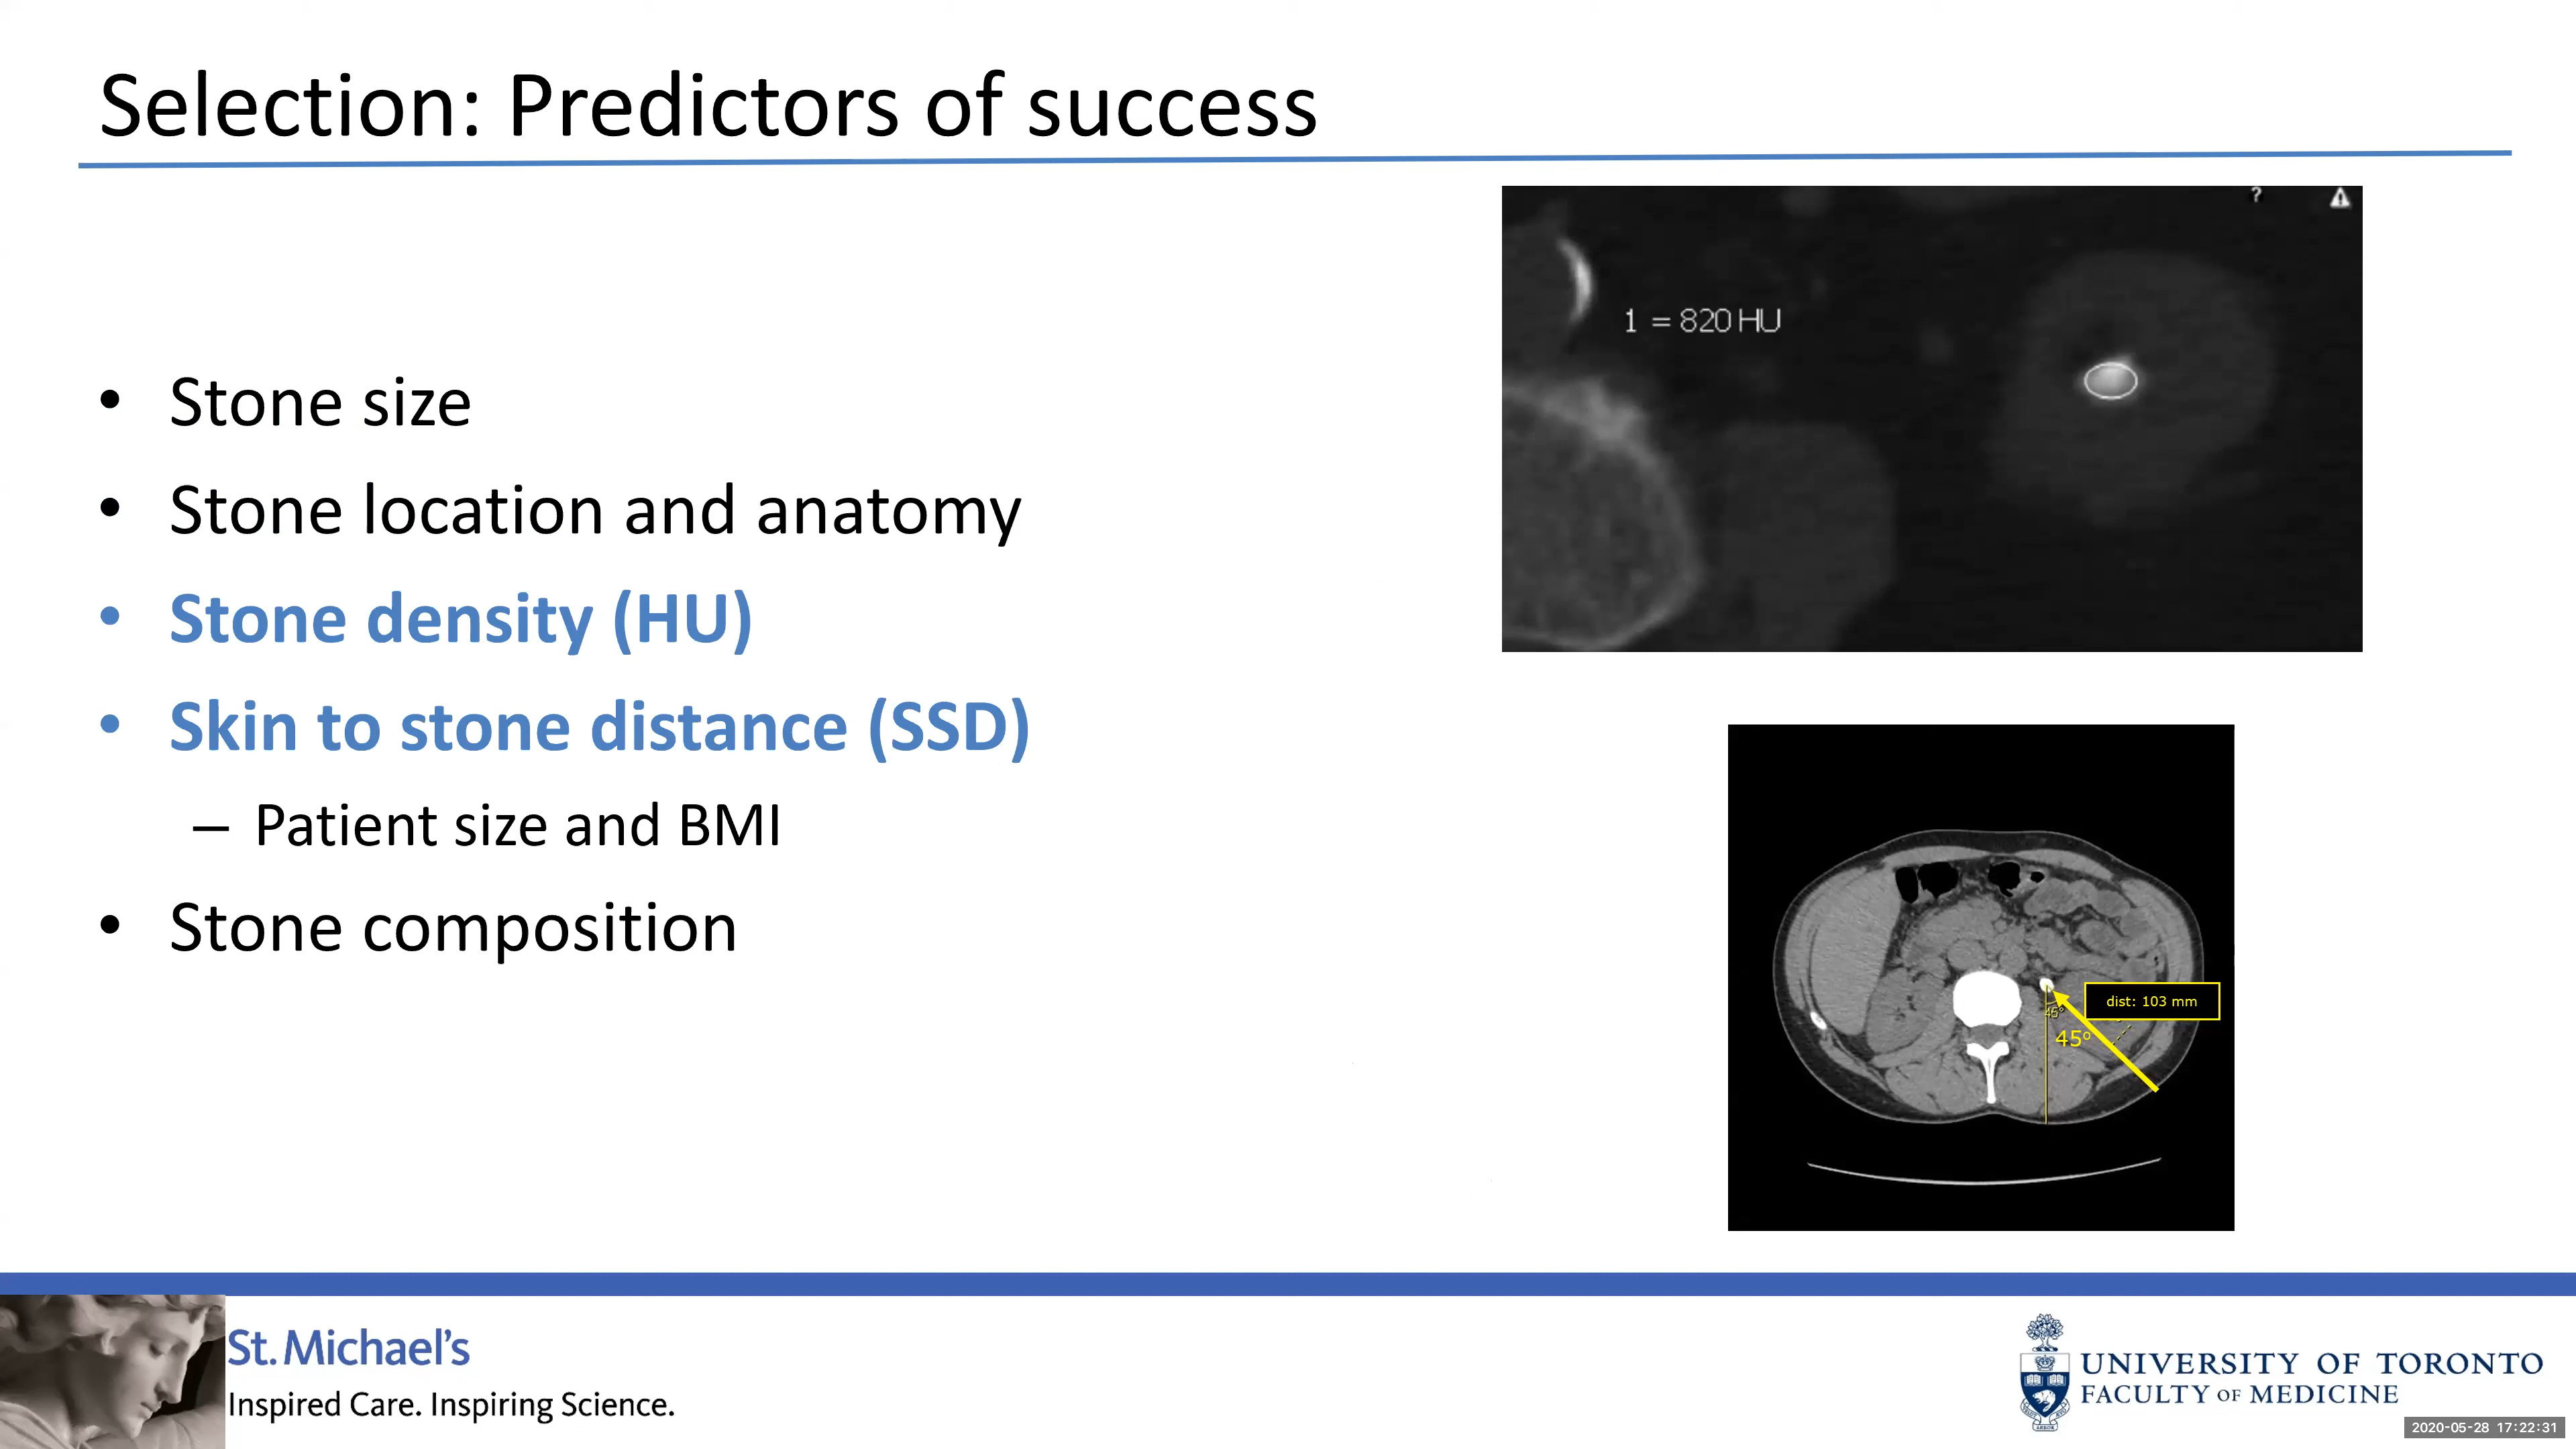 Selection: Predictors of success
• Stone size
• Stone location and anatomy
• Stone density (HU)
• Skin to stone distance (SSD)
– Patient size and BMI
• Stone composition
?
1 = 820 HU
dist: 103 mm
45°
45°
St. Michael's
Inspired Care. Inspiring Science.
UNIVERSITY OF TORONTO
FACULTY OF MEDICINE
2020-05-28 17:22:31